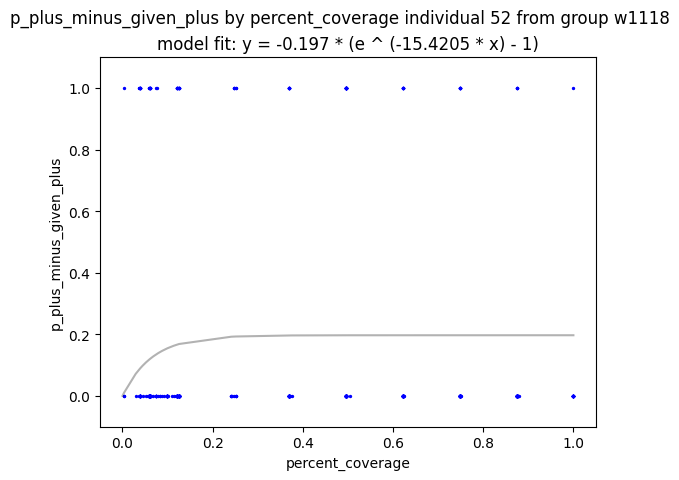 p_plus_minus_given_plus by percent_coverage individual 52 from group w1118
model fit: y = -0.197 * (e ^ (-15.4205 * x) - 1)
1.0
0.8
0.6
0.4
0.2
0.0
p_plus_minus_given_plus
0.0 0.2 0.4 0.6 0.8 1.0
percent_coverage